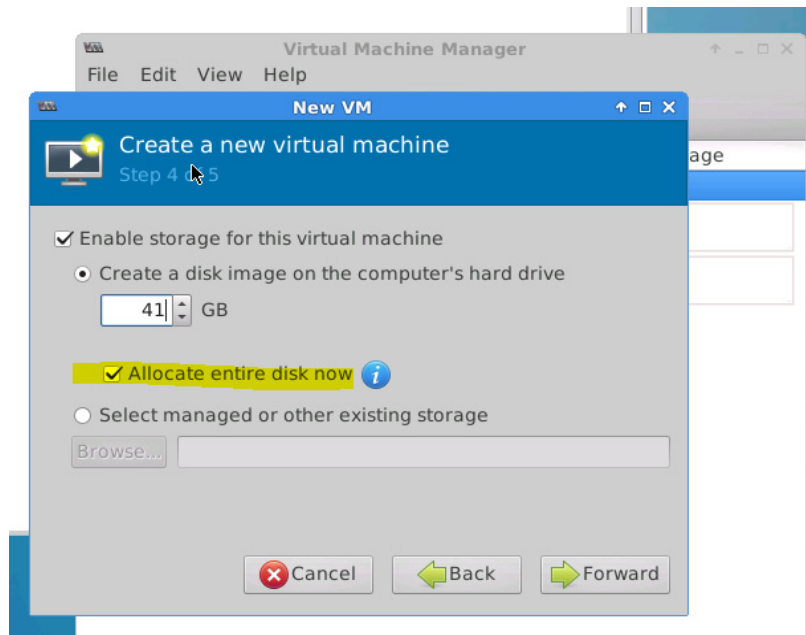 Virtual Machine Manager
File Edit View Help
New VM
Create a new virtual machine
Step 4 of 5
age
Enable storage for this virtual machine
Create a disk image on the computer's hard drive
41 GB
Allocate entire disk now
Select managed or other existing storage
Browse...
Cancel Back Forward